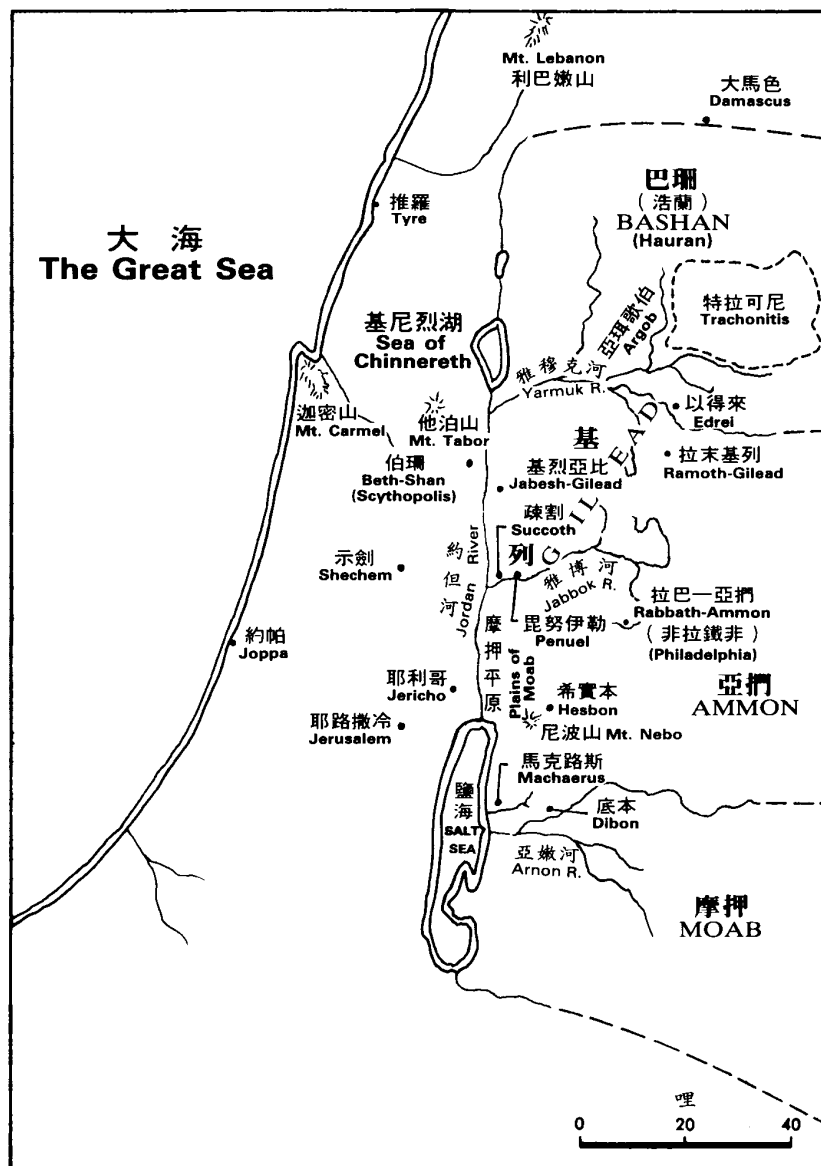 Mt. Lebanon
利巴嫩山
大馬色
Damascus
巴珊
（浩蘭）
BASHAN
(Hauran)
推羅
Tyre
大 海
The Great Sea
特拉可尼
Trachonitis
亞珥歌伯
Argob
基尼烈湖
Sea of
Chinnereth
雅穆克河
Yarmuk R.
迦密山
Mt. Carmel
他泊山
Mt. Tabor
以得來
Edrei
基列
GILEAD
伯珊
Beth-Shan
(Scythopolis)
基烈亞比
Jabesh-Gilead
拉末基列
Ramoth-Gilead
疎割
Succoth
示劍
Shechem
約但河
Jordan River
雅博河
Jabbok R.
拉巴一亞捫
Rabbath-Ammon
（非拉鐵非）
(Philadelphia)
毘努伊勒
Penuel
約帕
Joppa
摩押平原
Plains of
Moab
耶利哥
Jericho
希實本
Hesbon
亞捫
AMMON
耶路撒冷
Jerusalem
尼波山 Mt. Nebo
馬克路斯
Machaerus
鹽海
SALT
SEA
底本
Dibon
亞嫩河
Arnon R.
摩押
MOAB
哩
0 20 40